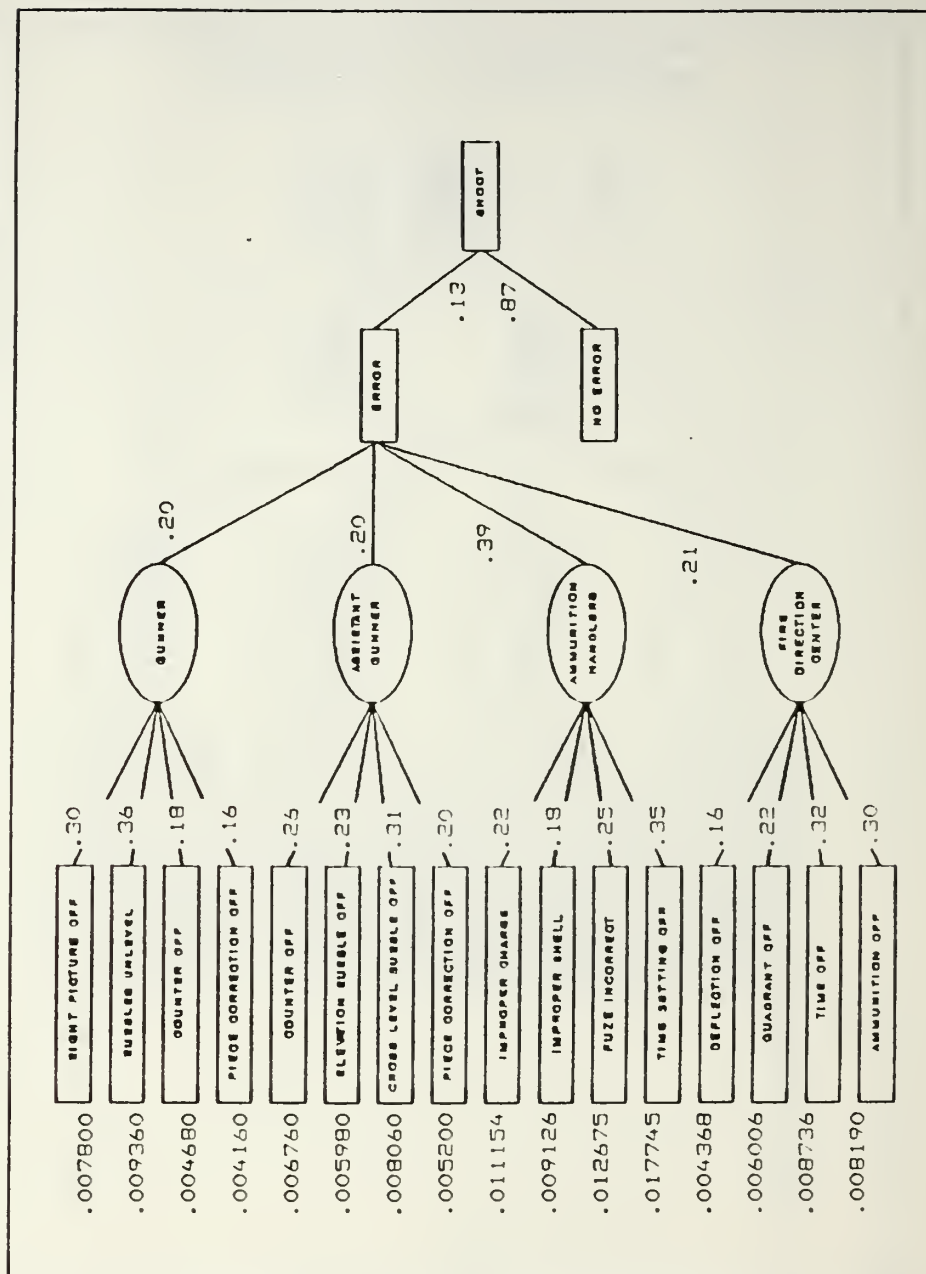 SHOOT
.13
.87
ERROR
NO ERROR
.20
.20
.39
.21
GUNNER
ASSISTANT
GUNNER
AMMUNITION
HANDLERS
FIRE
DIRECTION
CENTER
.30
.36
.18
.16
.26
.23
.31
.20
.22
.18
.25
.35
.16
.22
.32
.30
SIGHT PICTURE OFF
BUBBLES UNLEVEL
COUNTER OFF
PIECE CORRECTION OFF
COUNTER OFF
ELEVATION BUBBLE OFF
CROSS LEVEL BUBBLE OFF
PIECE CORRECTION OFF
IMPROPER CHARGE
IMPROPER SHELL
FUZE INCORRECT
TIME SETTING OFF
DEFLECTION OFF
QUADRANT OFF
TIME OFF
AMMUNITION OFF
.007800
.009360
.004680
.004160
.006760
.005980
.008060
.005200
.011154
.009126
.012675
.017745
.004368
.006006
.008736
.008190